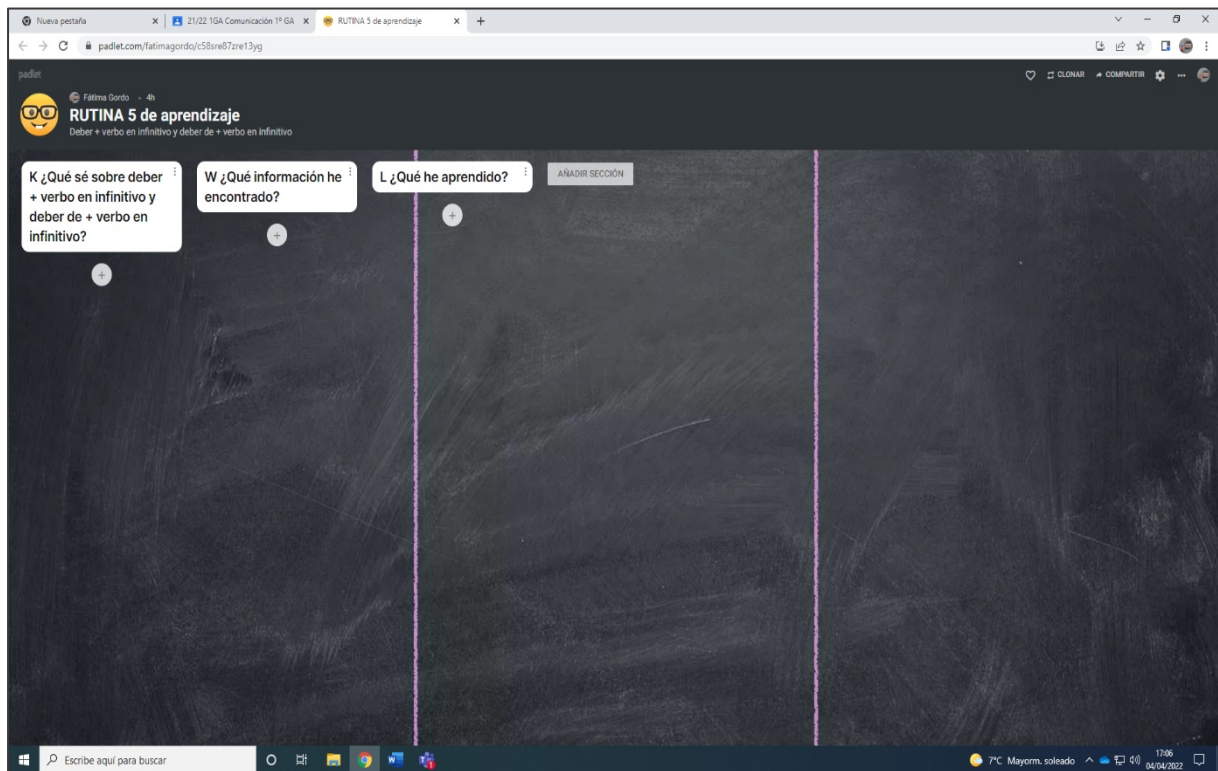 Nueva pestaña
21/22 1GA Comunicación 1º GA
RUTINA 5 de aprendizaje
padlet.com/fatimagordo/c58sre87zre13yg
padlet
CLONAR
COMPARTIR
Fátima Gordo • 4h
RUTINA 5 de aprendizaje
Deber + verbo en infinitivo y deber de + verbo en infinitivo
K ¿Qué sé sobre deber
+ verbo en infinitivo y
deber de + verbo en
infinitivo?
W ¿Qué información he
encontrado?
L ¿Qué he aprendido?
AÑADIR SECCIÓN
Escribe aquí para buscar
7°C Mayorm. soleado
17:06
04/04/2022